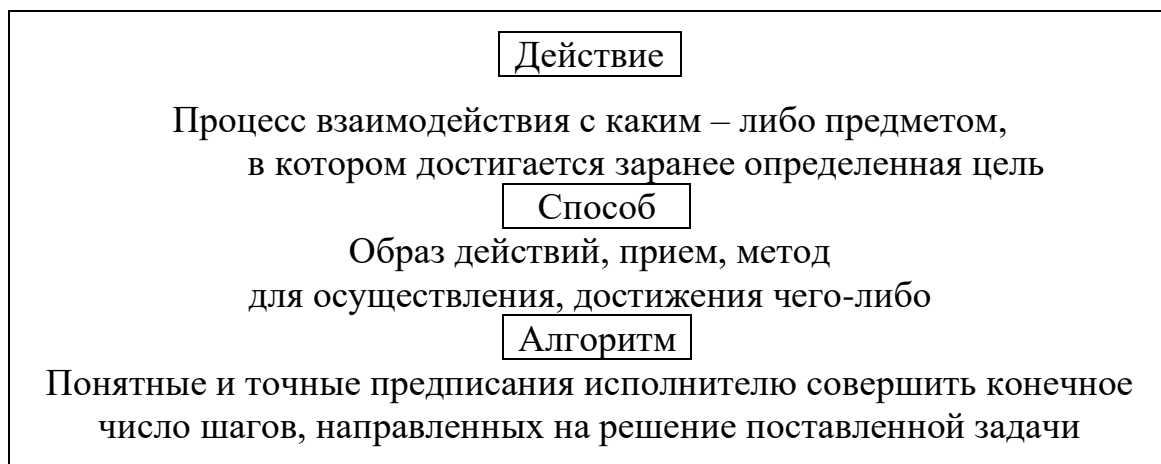 Действие
Процесс взаимодействия с каким – либо предметом,
в котором достигается заранее определенная цель
Способ
Образ действий, прием, метод
для осуществления, достижения чего-либо
Алгоритм
Понятные и точные предписания исполнителю совершить конечное
число шагов, направленных на решение поставленной задачи